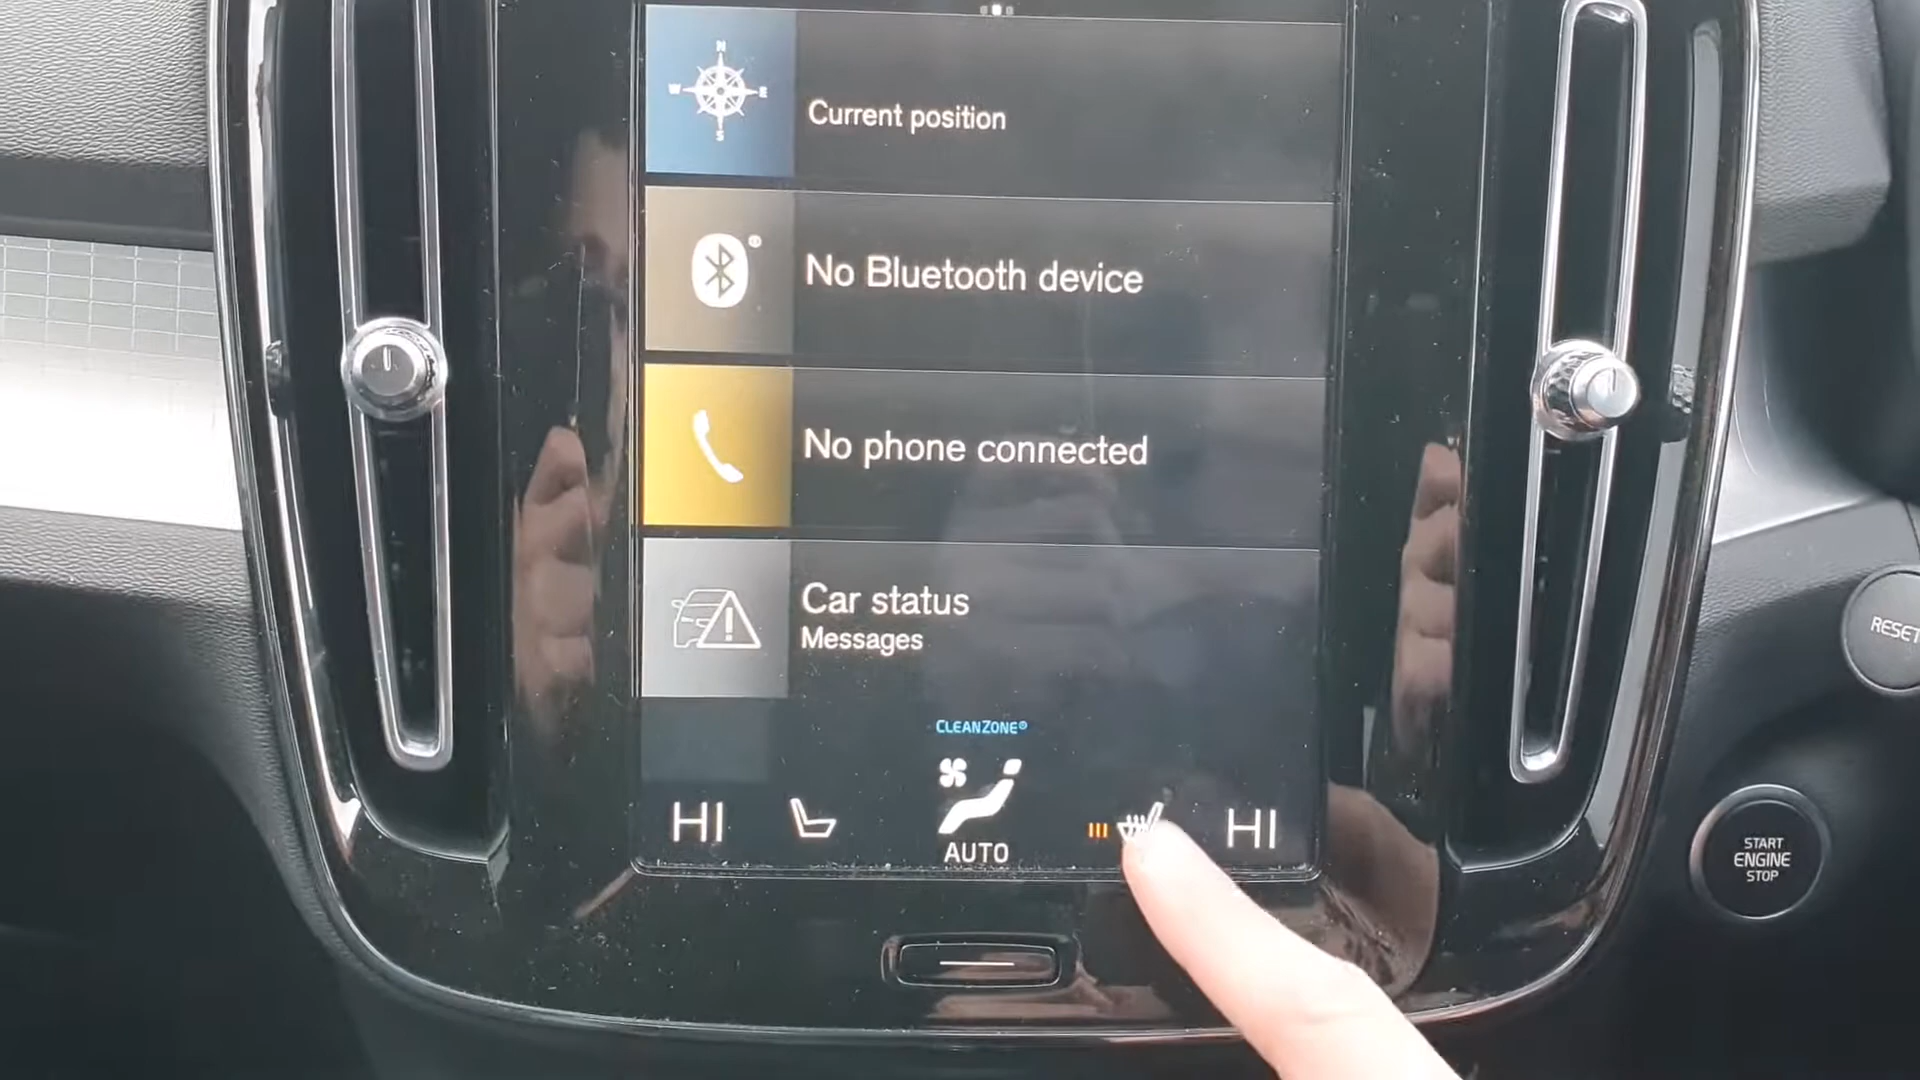 N
W E
S
Current position
No Bluetooth device
No phone connected
Car status
Messages
CLEANZONE®
HI
HI
AUTO
RESET
START
ENGINE
STOP